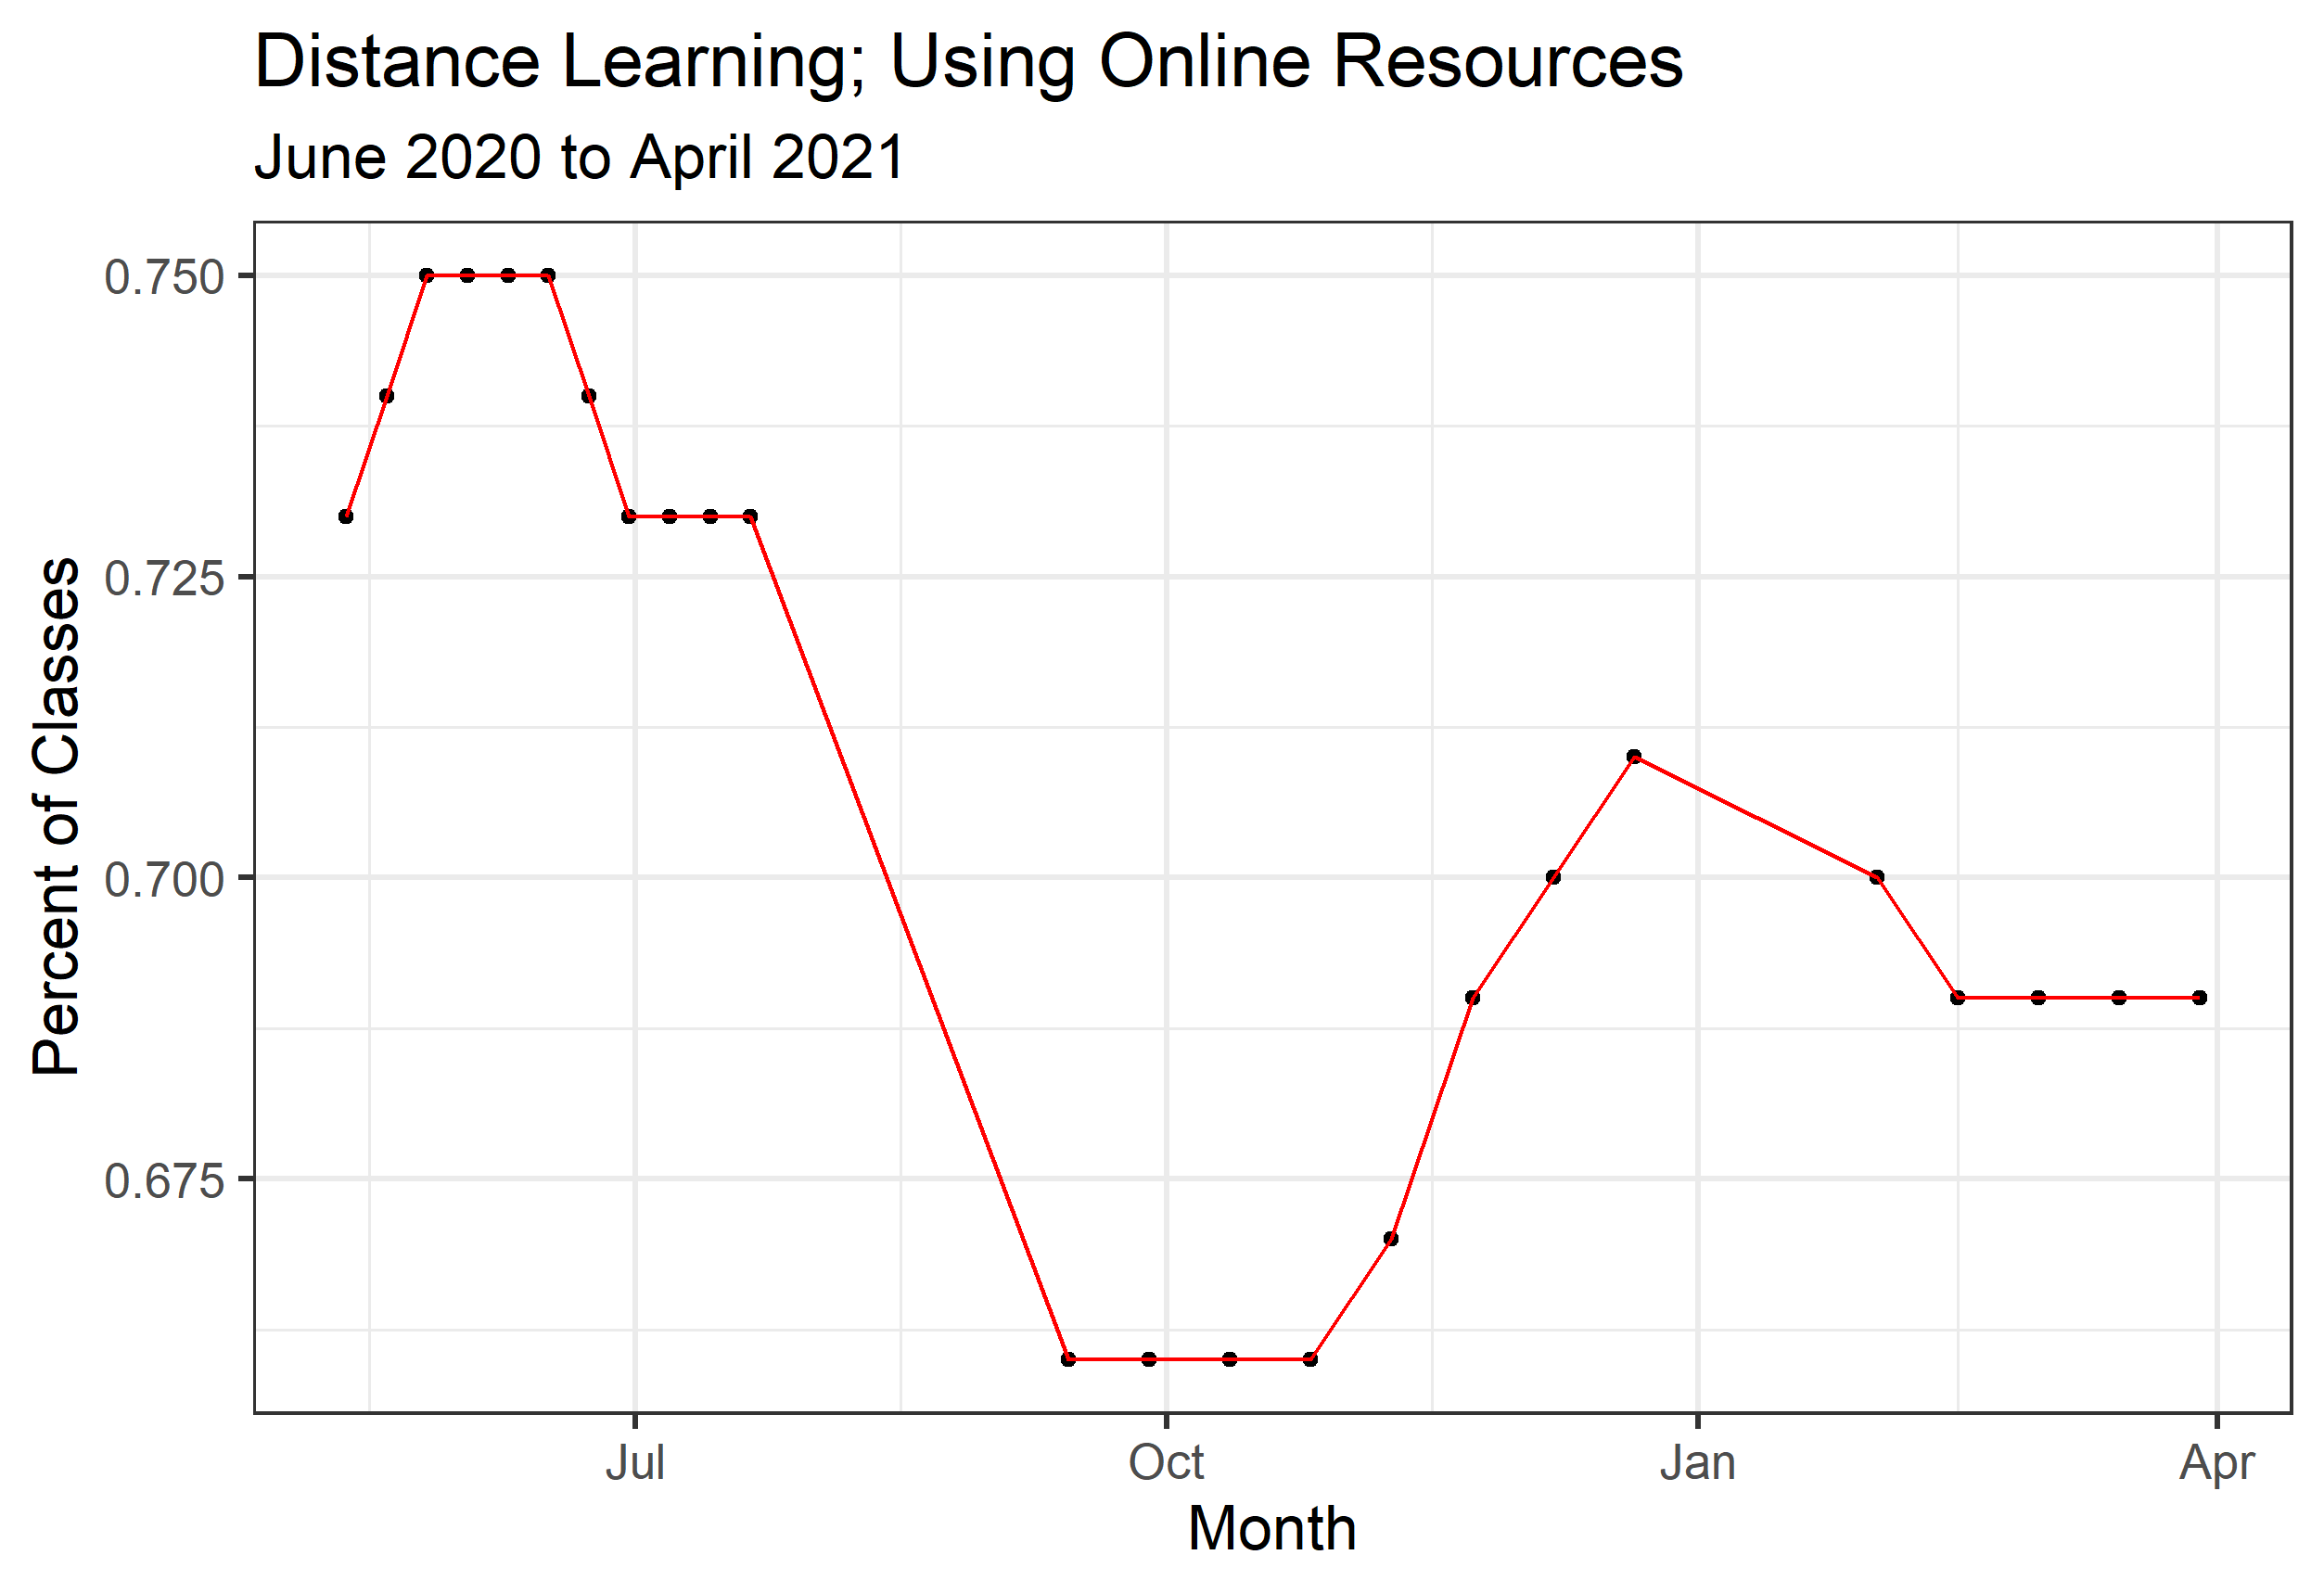 Distance Learning; Using Online Resources
June 2020 to April 2021
Percent of Classes
0.750
0.725
0.700
0.675
Jul Oct Jan Apr
Month